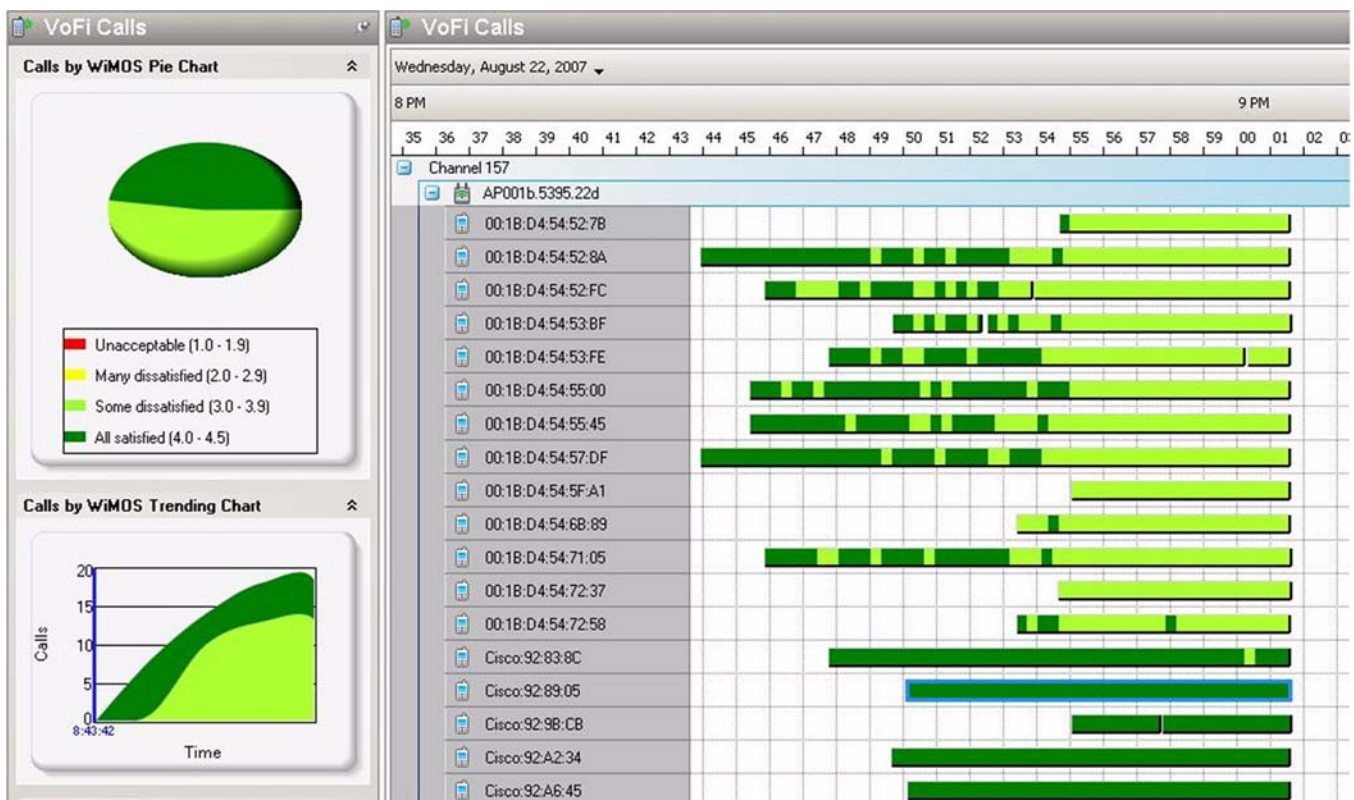 VoFi Calls
Calls by WiMOS Pie Chart
Unacceptable (1.0 - 1.9)
Many dissatisfied (2.0 - 2.9)
Some dissatisfied (3.0 - 3.9)
All satisfied (4.0 - 4.5)
Calls by WiMOS Trending Chart
20
15
10
5
0
Calls
8:43:42
Time
VoFi Calls
Wednesday, August 22, 2007
8 PM 9 PM
35 36 37 38 39 40 41 42 43 44 45 46 47 48 49 50 51 52 53 54 55 56 57 58 59 00 01 02
Channel 157
AP001b.5395.22d
00:1B:D4:54:52:7B
00:1B:D4:54:52:8A
00:1B:D4:54:52:FC
00:1B:D4:54:53:BF
00:1B:D4:54:53:FE
00:1B:D4:54:55:00
00:1B:D4:54:55:45
00:1B:D4:54:57:DF
00:1B:D4:54:5F:A1
00:1B:D4:54:6B:89
00:1B:D4:54:71:05
00:1B:D4:54:72:37
00:1B:D4:54:72:58
Cisco:92:83:8C
Cisco:92:89:05
Cisco:92:9B:CB
Cisco:92:A2:34
Cisco:92:A6:45